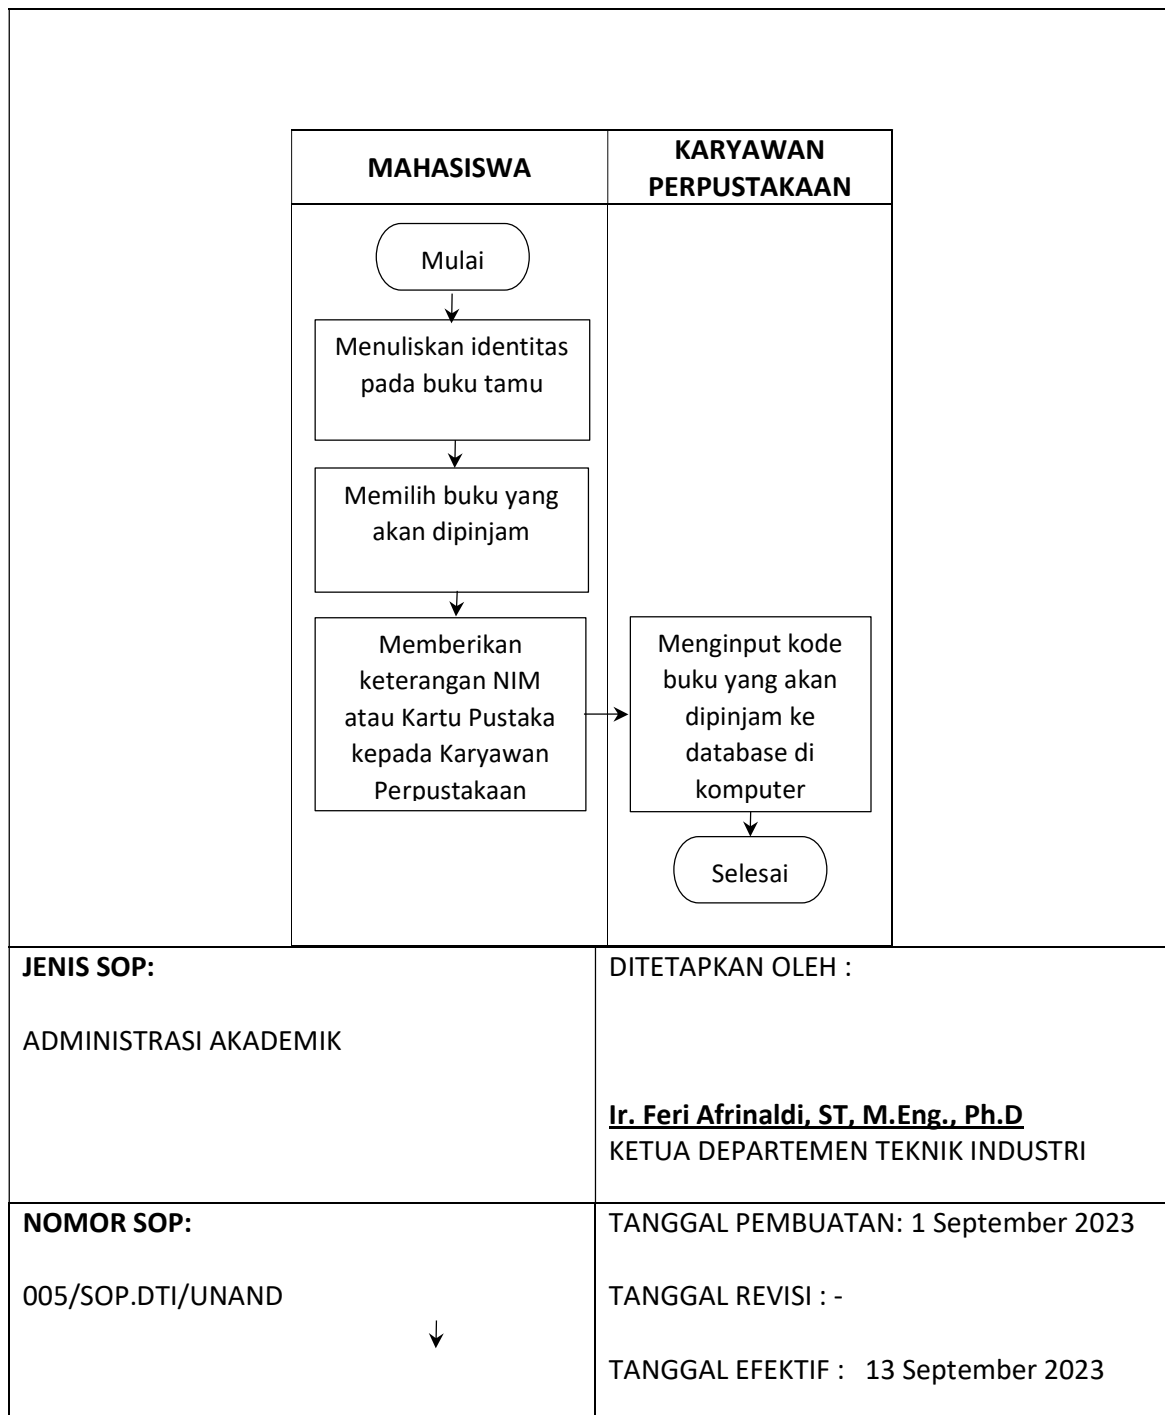 MAHASISWA
KARYAWAN
PERPUSTAKAAN
Mulai
Menuliskan identitas
pada buku tamu
Memilih buku yang
akan dipinjam
Memberikan
keterangan NIM
atau Kartu Pustaka
kepada Karyawan
Perpustakaan
Menginput kode
buku yang akan
dipinjam ke
database di
komputer
Selesai
JENIS SOP:
ADMINISTRASI AKADEMIK
DITETAPKAN OLEH :
Ir. Feri Afrinaldi, ST, M.Eng., Ph.D
KETUA DEPARTEMEN TEKNIK INDUSTRI
NOMOR SOP:
005/SOP.DTI/UNAND
TANGGAL PEMBUATAN: 1 September 2023
TANGGAL REVISI : -
TANGGAL EFEKTIF : 13 September 2023